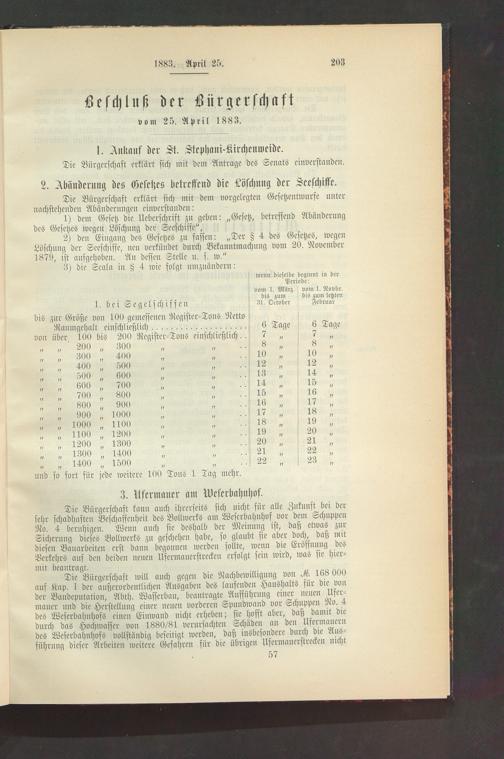 1883. April 25. 203
Beschluß der Bürgerschaft
vom 25. April 1883.
1. Ankauf der St. Stephani-Kirchenweide.
Die Bürgerschaft erklärt sich mit dem Antrage des Senats einverstanden.
2. Abänderung des Gesetzes betreffend die Löschung der Seeschiffe.
Die Bürgerschaft erklärt sich mit dem vorgelegten Gesetzentwurfe unter
nachstehenden Abänderungen einverstanden:
1) dem Gesetz die Ueberschrift zu geben: „Gesetz, betreffend Abänderung
des Gesetzes wegen Löschung der Seeschiffe“,
2) den Eingang des Gesetzes zu fassen: „Der § 4 des Gesetzes, wegen
Löschung der Seeschiffe, neu verkündet durch Bekanntmachung vom 20. November
1879, ist aufgehoben. An dessen Stelle u. s. w.“
3) die Scala in § 4 wie folgt umzuändern:
wenn dieselbe beginnt in der
Periode:
vom 1. März vom 1. Novbr.
bis zum bis zum letzten
31. October Februar
1. bei Segelschiffen
bis zur Größe von 100 gemessenen Register-Tons Netto
Raumgehalt einschließlich .................. 6 Tage 6 Tage
von über 100 bis 200 Register-Tons einschließlich .. 7 „ 7 „
„ „ 200 „ 300 „ „ .. 8 „ 8 „
„ „ 300 „ 400 „ „ .. 10 „ 10 „
„ „ 400 „ 500 „ „ .. 12 „ 12 „
„ „ 500 „ 600 „ „ .. 13 „ 14 „
„ „ 600 „ 700 „ „ .. 14 „ 15 „
„ „ 700 „ 800 „ „ .. 15 „ 16 „
„ „ 800 „ 900 „ „ .. 16 „ 17 „
„ „ 900 „ 1000 „ „ .. 17 „ 18 „
„ „ 1000 „ 1100 „ „ .. 18 „ 19 „
„ „ 1100 „ 1200 „ „ .. 19 „ 20 „
„ „ 1200 „ 1300 „ „ .. 20 „ 21 „
„ „ 1300 „ 1400 „ „ .. 21 „ 22 „
„ „ 1400 „ 1500 „ „ .. 22 „ 23 „
und so fort für jede weitere 100 Tons 1 Tag mehr.
3. Ufermauer am Weserbahnhof.
Die Bürgerschaft kann auch ihrerseits sich nicht für alle Zukunft bei der
sehr schadhaften Beschaffenheit des Bollwerks am Weserbahnhof vor dem Schuppen
No. 4 beruhigen. Wenn auch sie deshalb der Meinung ist, daß etwas zur
Sicherung dieses Bollwerks zu geschehen habe, so glaubt sie aber doch, daß mit
diesen Bauarbeiten erst dann begonnen werden sollte, wenn die Eröffnung des
Verkehrs auf den beiden neuen Ufermauerstrecken erfolgt sein wird, was sie hier-
mit beantragt.
Die Bürgerschaft will auch gegen die Nachbewilligung von ℳ 168 000
auf Kap. I der außerordentlichen Ausgaben des laufenden Haushalts für die von
der Baudeputation, Abth. Wasserbau, beantragte Aufführung einer neuen Ufer-
mauer und die Herstellung einer neuen vorderen Spundwand vor Schuppen No. 4
des Weserbahnhofs einen Einwand nicht erheben; sie hofft aber, daß damit die
durch das Hochwasser von 1880/81 verursachten Schäden an den Ufermauern
des Weserbahnhofs vollständig beseitigt werden, daß insbesondere durch die Aus-
führung dieser Arbeiten weitere Gefahren für die übrigen Ufermauerstrecken nicht
57